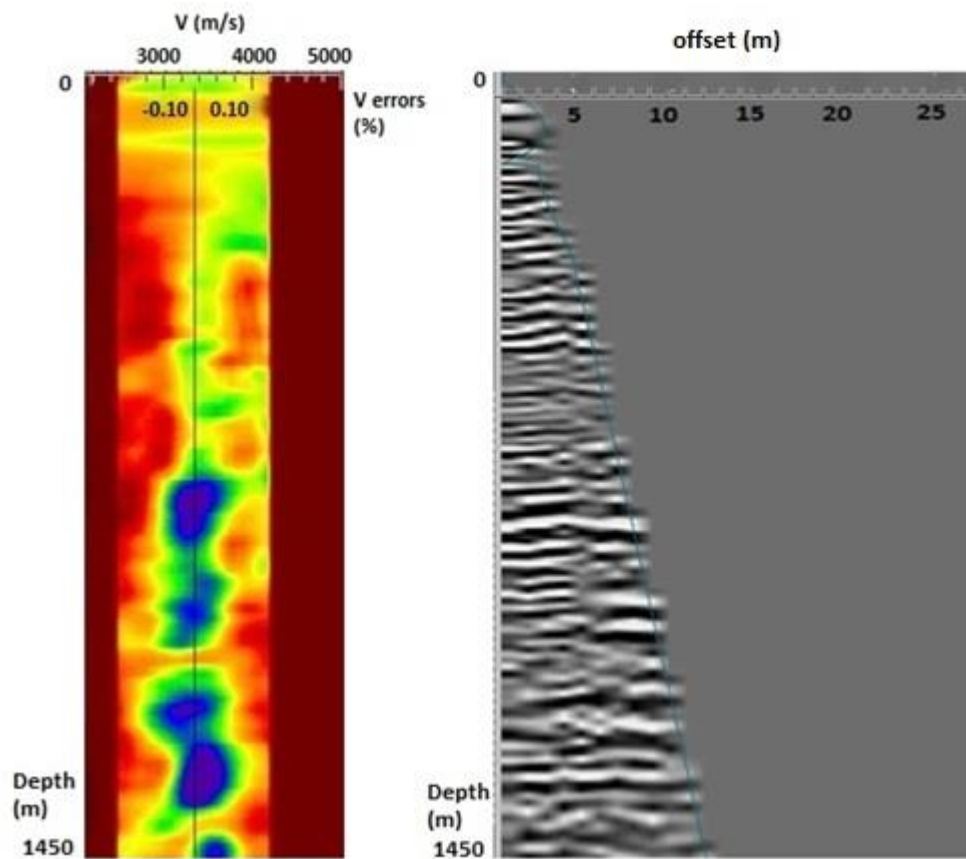 V (m/s)
3000 4000 5000
0
-0.10 0.10
V errors
(%)
Depth
(m)
1450
offset (m)
0
5 10 15 20 25
Depth
(m)
1450